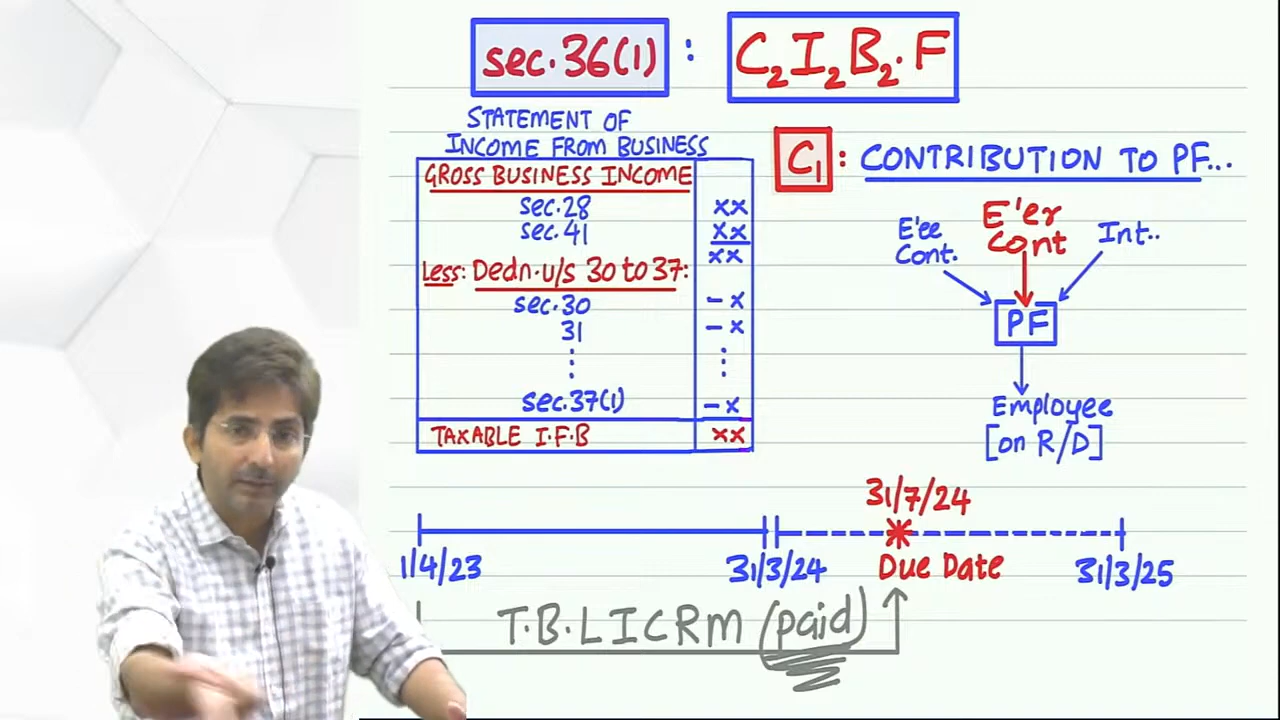 sec.36(1) : C₂I₂B₂.F
STATEMENT OF
INCOME FROM BUSINESS
GROSS BUSINESS INCOME
sec.28 xx
sec.41 xx
xx
Less: Dedn.u/s 30 to 37:
sec.30 -x
31 -x
⋮ ⋮
sec.37(1) -x
TAXABLE I.F.B xx
C₁ : CONTRIBUTION TO PF...
E'ee Cont.
E'er Cont
Int..
PF
Employee
[on R/D]
31/7/24
1/4/23 31/3/24 Due Date 31/3/25
T.B.LICRM (paid)